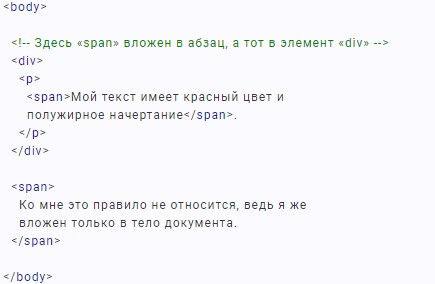 <body>
<!-- Здесь «span» вложен в абзац, а тот в элемент «div» -->
<div>
<p>
<span>Мой текст имеет красный цвет и
полужирное начертание</span>.
</p>
</div>
<span>
Ко мне это правило не относится, ведь я же
вложен только в тело документа.
</span>
</body>